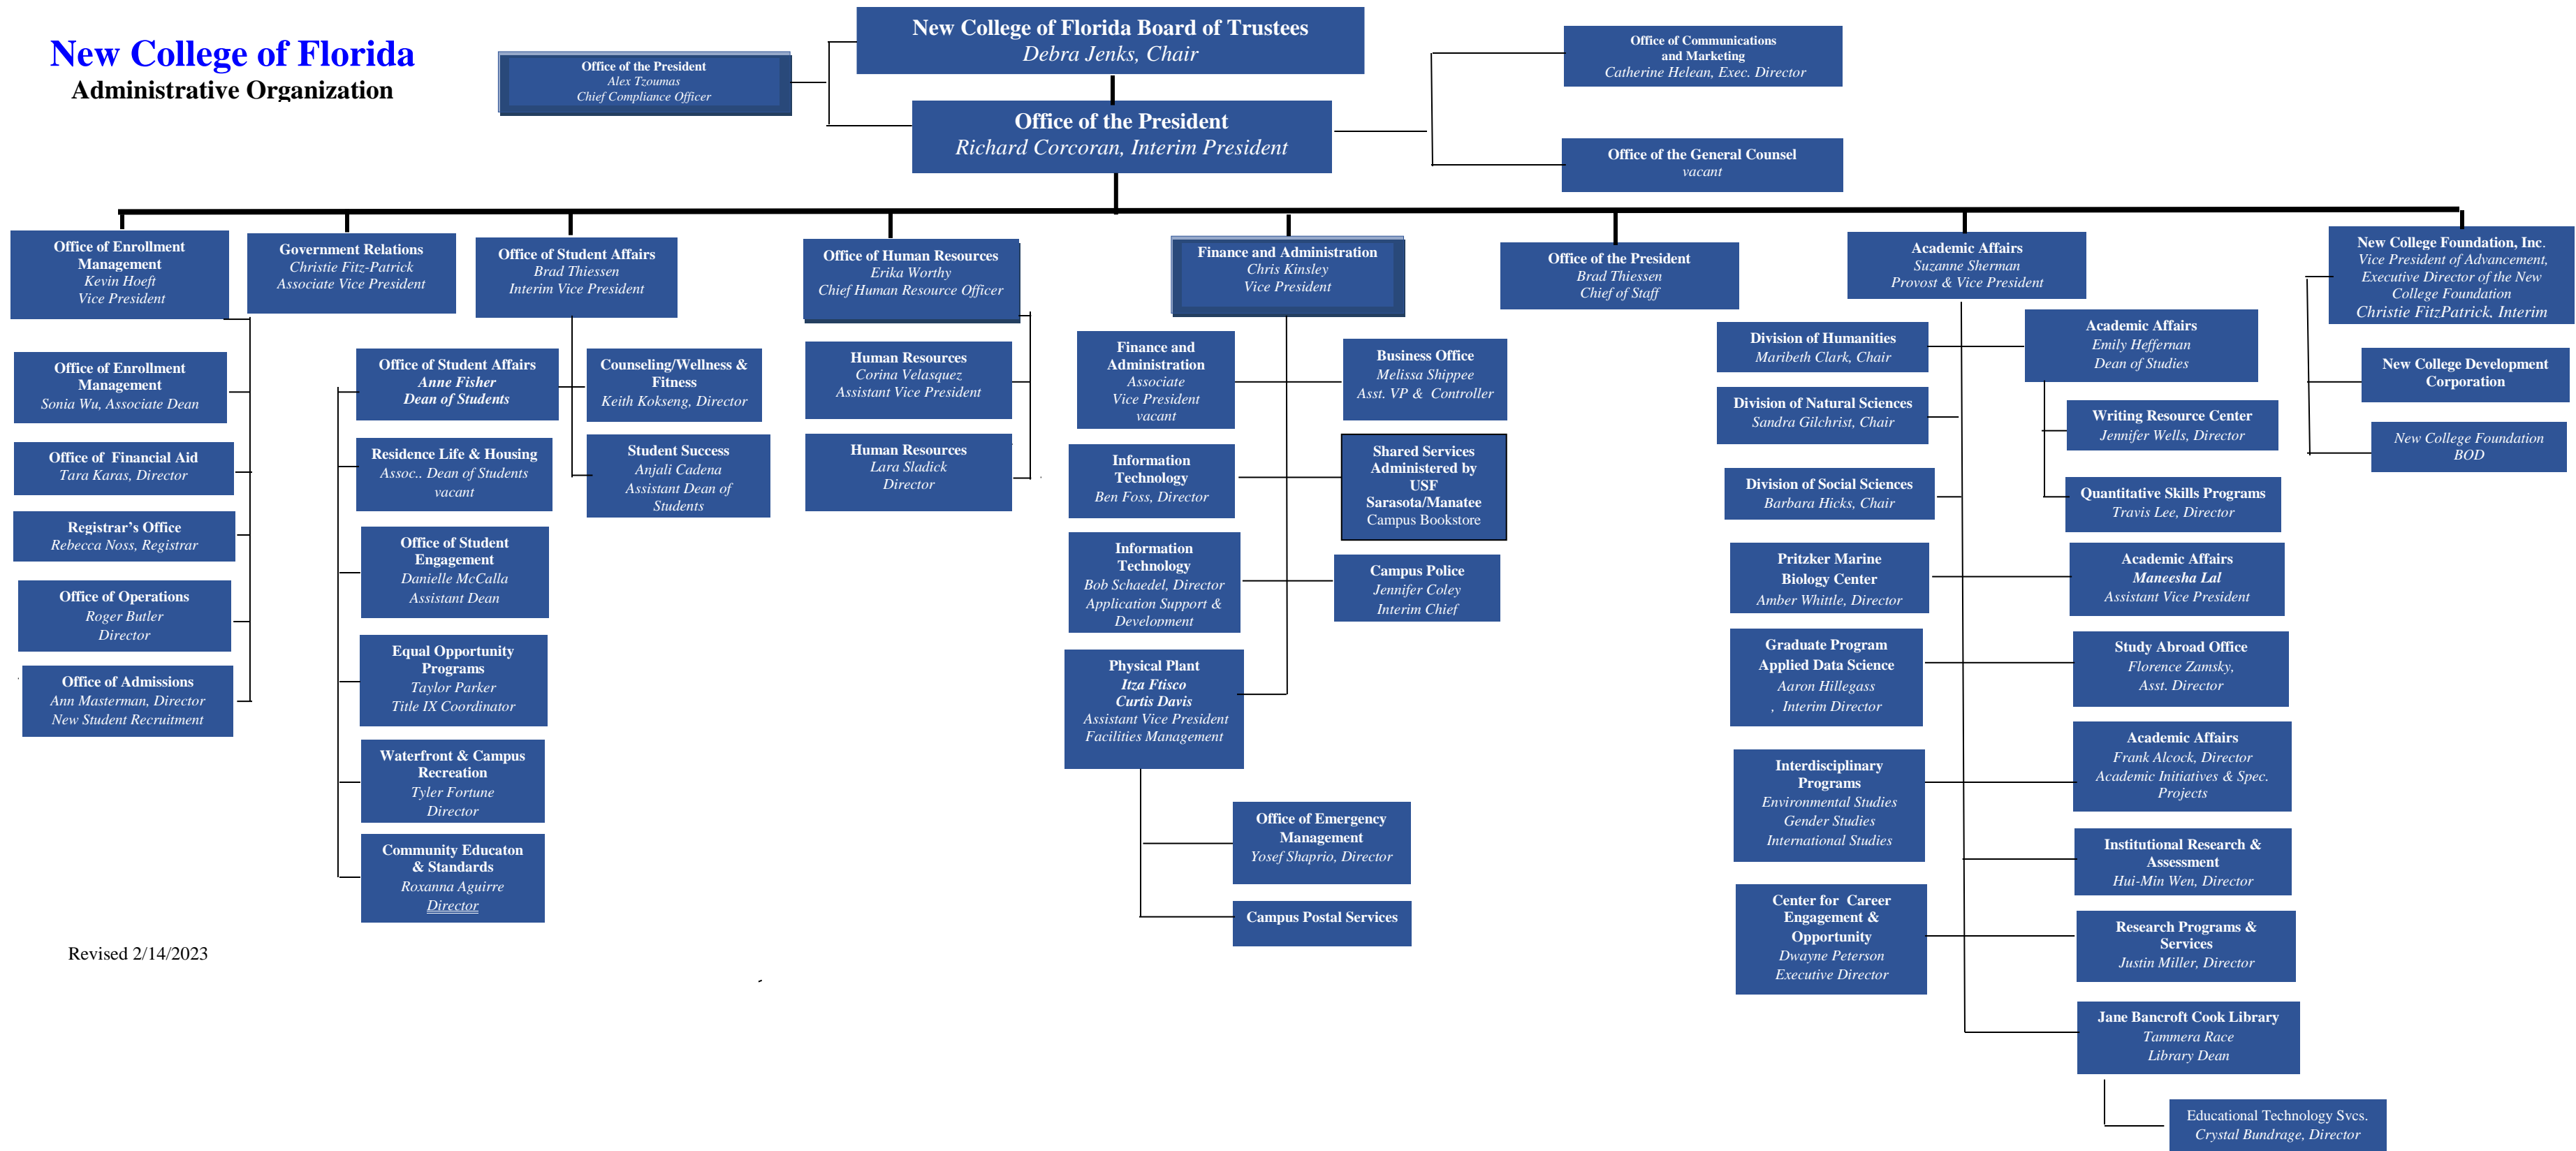 New College of Florida
Administrative Organization
New College of Florida Board of Trustees
Debra Jenks, Chair
Office of the President
Alex Tzoumas
Chief Compliance Officer
Office of the President
Richard Corcoran, Interim President
Office of Communications
and Marketing
Catherine Helean, Exec. Director
Office of the General Counsel
vacant
Office of Enrollment
Management
Kevin Hoeft
Vice President
Government Relations
Christie Fitz-Patrick
Associate Vice President
Office of Student Affairs
Brad Thiessen
Interim Vice President
Office of Human Resources
Erika Worthy
Chief Human Resource Officer
Finance and Administration
Chris Kinsley
Vice President
Office of the President
Brad Thiessen
Chief of Staff
Academic Affairs
Suzanne Sherman
Provost & Vice President
New College Foundation, Inc.
Vice President of Advancement,
Executive Director of the New
College Foundation
Christie FitzPatrick, Interim
Office of Enrollment
Management
Sonia Wu, Associate Dean
Office of  Financial Aid
Tara Karas, Director
Registrar’s Office
Rebecca Noss, Registrar
Office of Operations
Roger Butler
Director
Office of Admissions
Ann Masterman, Director
New Student Recruitment
Office of Student Affairs
Anne Fisher
Dean of Students
Residence Life & Housing
Assoc.. Dean of Students
vacant
Office of Student
Engagement
Danielle McCalla
Assistant Dean
Equal Opportunity
Programs
Taylor Parker
Title IX Coordinator
Waterfront & Campus
Recreation
Tyler Fortune
Director
Community Educaton
& Standards
Roxanna Aguirre
Director
Counseling/Wellness &
Fitness
Keith Kokseng, Director
Student Success
Anjali Cadena
Assistant Dean of
Students
Human Resources
Corina Velasquez
Assistant Vice President
Human Resources
Lara Sladick
Director
Finance and
Administration
Associate
Vice President
vacant
Information
Technology
Ben Foss, Director
Information
Technology
Bob Schaedel, Director
Application Support &
Development
Physical Plant
Itza Ftisco
Curtis Davis
Assistant Vice President
Facilities Management
Business Office
Melissa Shippee
Asst. VP &  Controller
Shared Services
Administered by
USF
Sarasota/Manatee
Campus Bookstore
Campus Police
Jennifer Coley
Interim Chief
Office of Emergency
Management
Yosef Shaprio, Director
Campus Postal Services
Division of Humanities
Maribeth Clark, Chair
Division of Natural Sciences
Sandra Gilchrist, Chair
Division of Social Sciences
Barbara Hicks, Chair
Pritzker Marine
Biology Center
Amber Whittle, Director
Graduate Program
Applied Data Science
Aaron Hillegass
,  Interim Director
Interdisciplinary
Programs
Environmental Studies
Gender Studies
International Studies
Center for  Career
Engagement &
Opportunity
Dwayne Peterson
Executive Director
Academic Affairs
Emily Heffernan
Dean of Studies
Writing Resource Center
Jennifer Wells, Director
Quantitative Skills Programs
Travis Lee, Director
Academic Affairs
Maneesha Lal
Assistant Vice President
Study Abroad Office
Florence Zamsky,
Asst. Director
Academic Affairs
Frank Alcock, Director
Academic Initiatives & Spec.
Projects
Institutional Research &
Assessment
Hui-Min Wen, Director
Research Programs &
Services
Justin Miller, Director
Jane Bancroft Cook Library
Tammera Race
Library Dean
Educational Technology Svcs.
Crystal Bundrage, Director
New College Development
Corporation
New College Foundation
BOD
Revised 2/14/2023